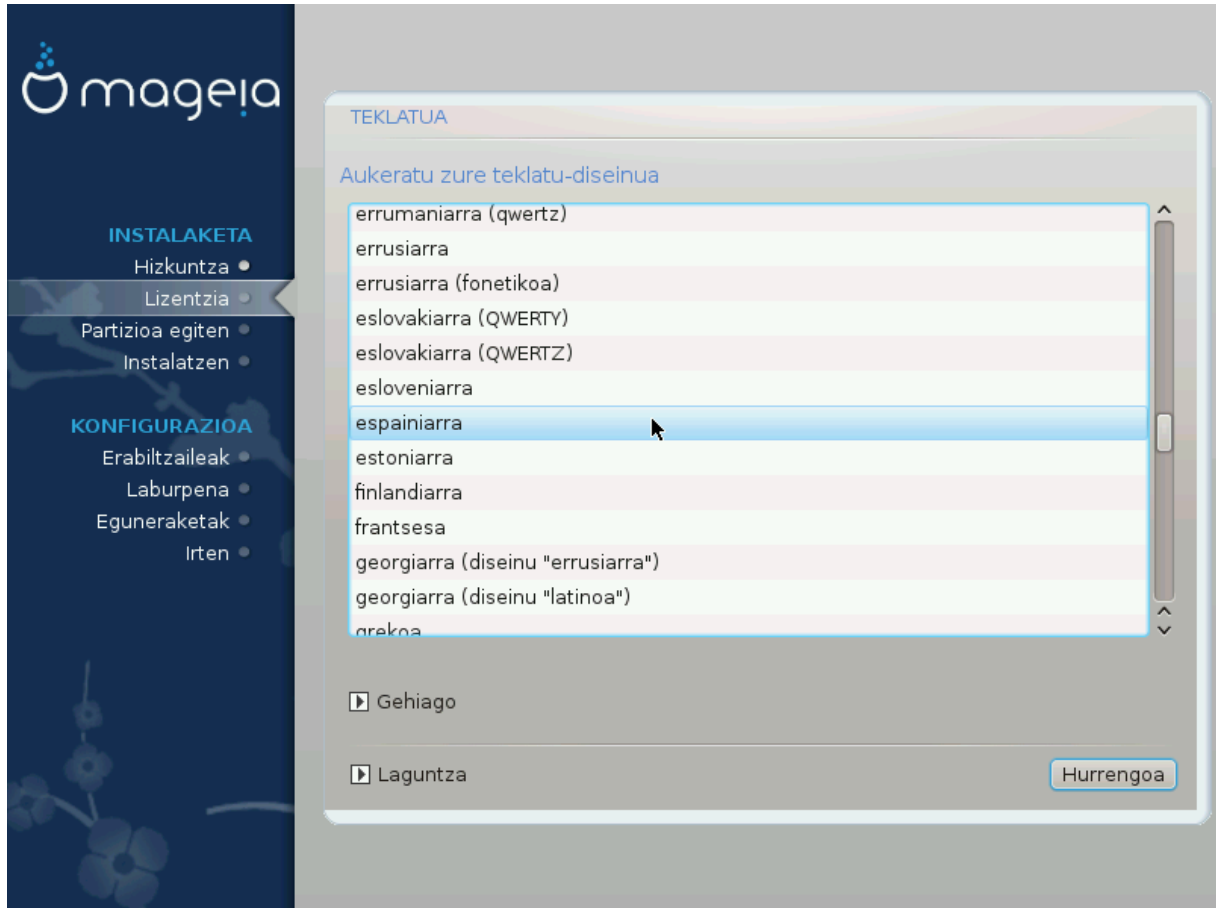 mageia
INSTALAKETA
Hizkuntza
Lizentzia
Partizioa egiten
Instalatzen
KONFIGURAZIOA
Erabiltzaileak
Laburpena
Eguneraketak
Irten
TEKLATUA
Aukeratu zure teklatu-diseinua
errumaniarra (qwertz)
errusiarra
errusiarra (fonetikoa)
eslovakiarra (QWERTY)
eslovakiarra (QWERTZ)
esloveniarra
espainiarra
estoniarra
finlandiarra
frantsesa
georgiarra (diseinu "errusiarra")
georgiarra (diseinu "latinoa")
grekoa
Gehiago
Laguntza
Hurrengoa